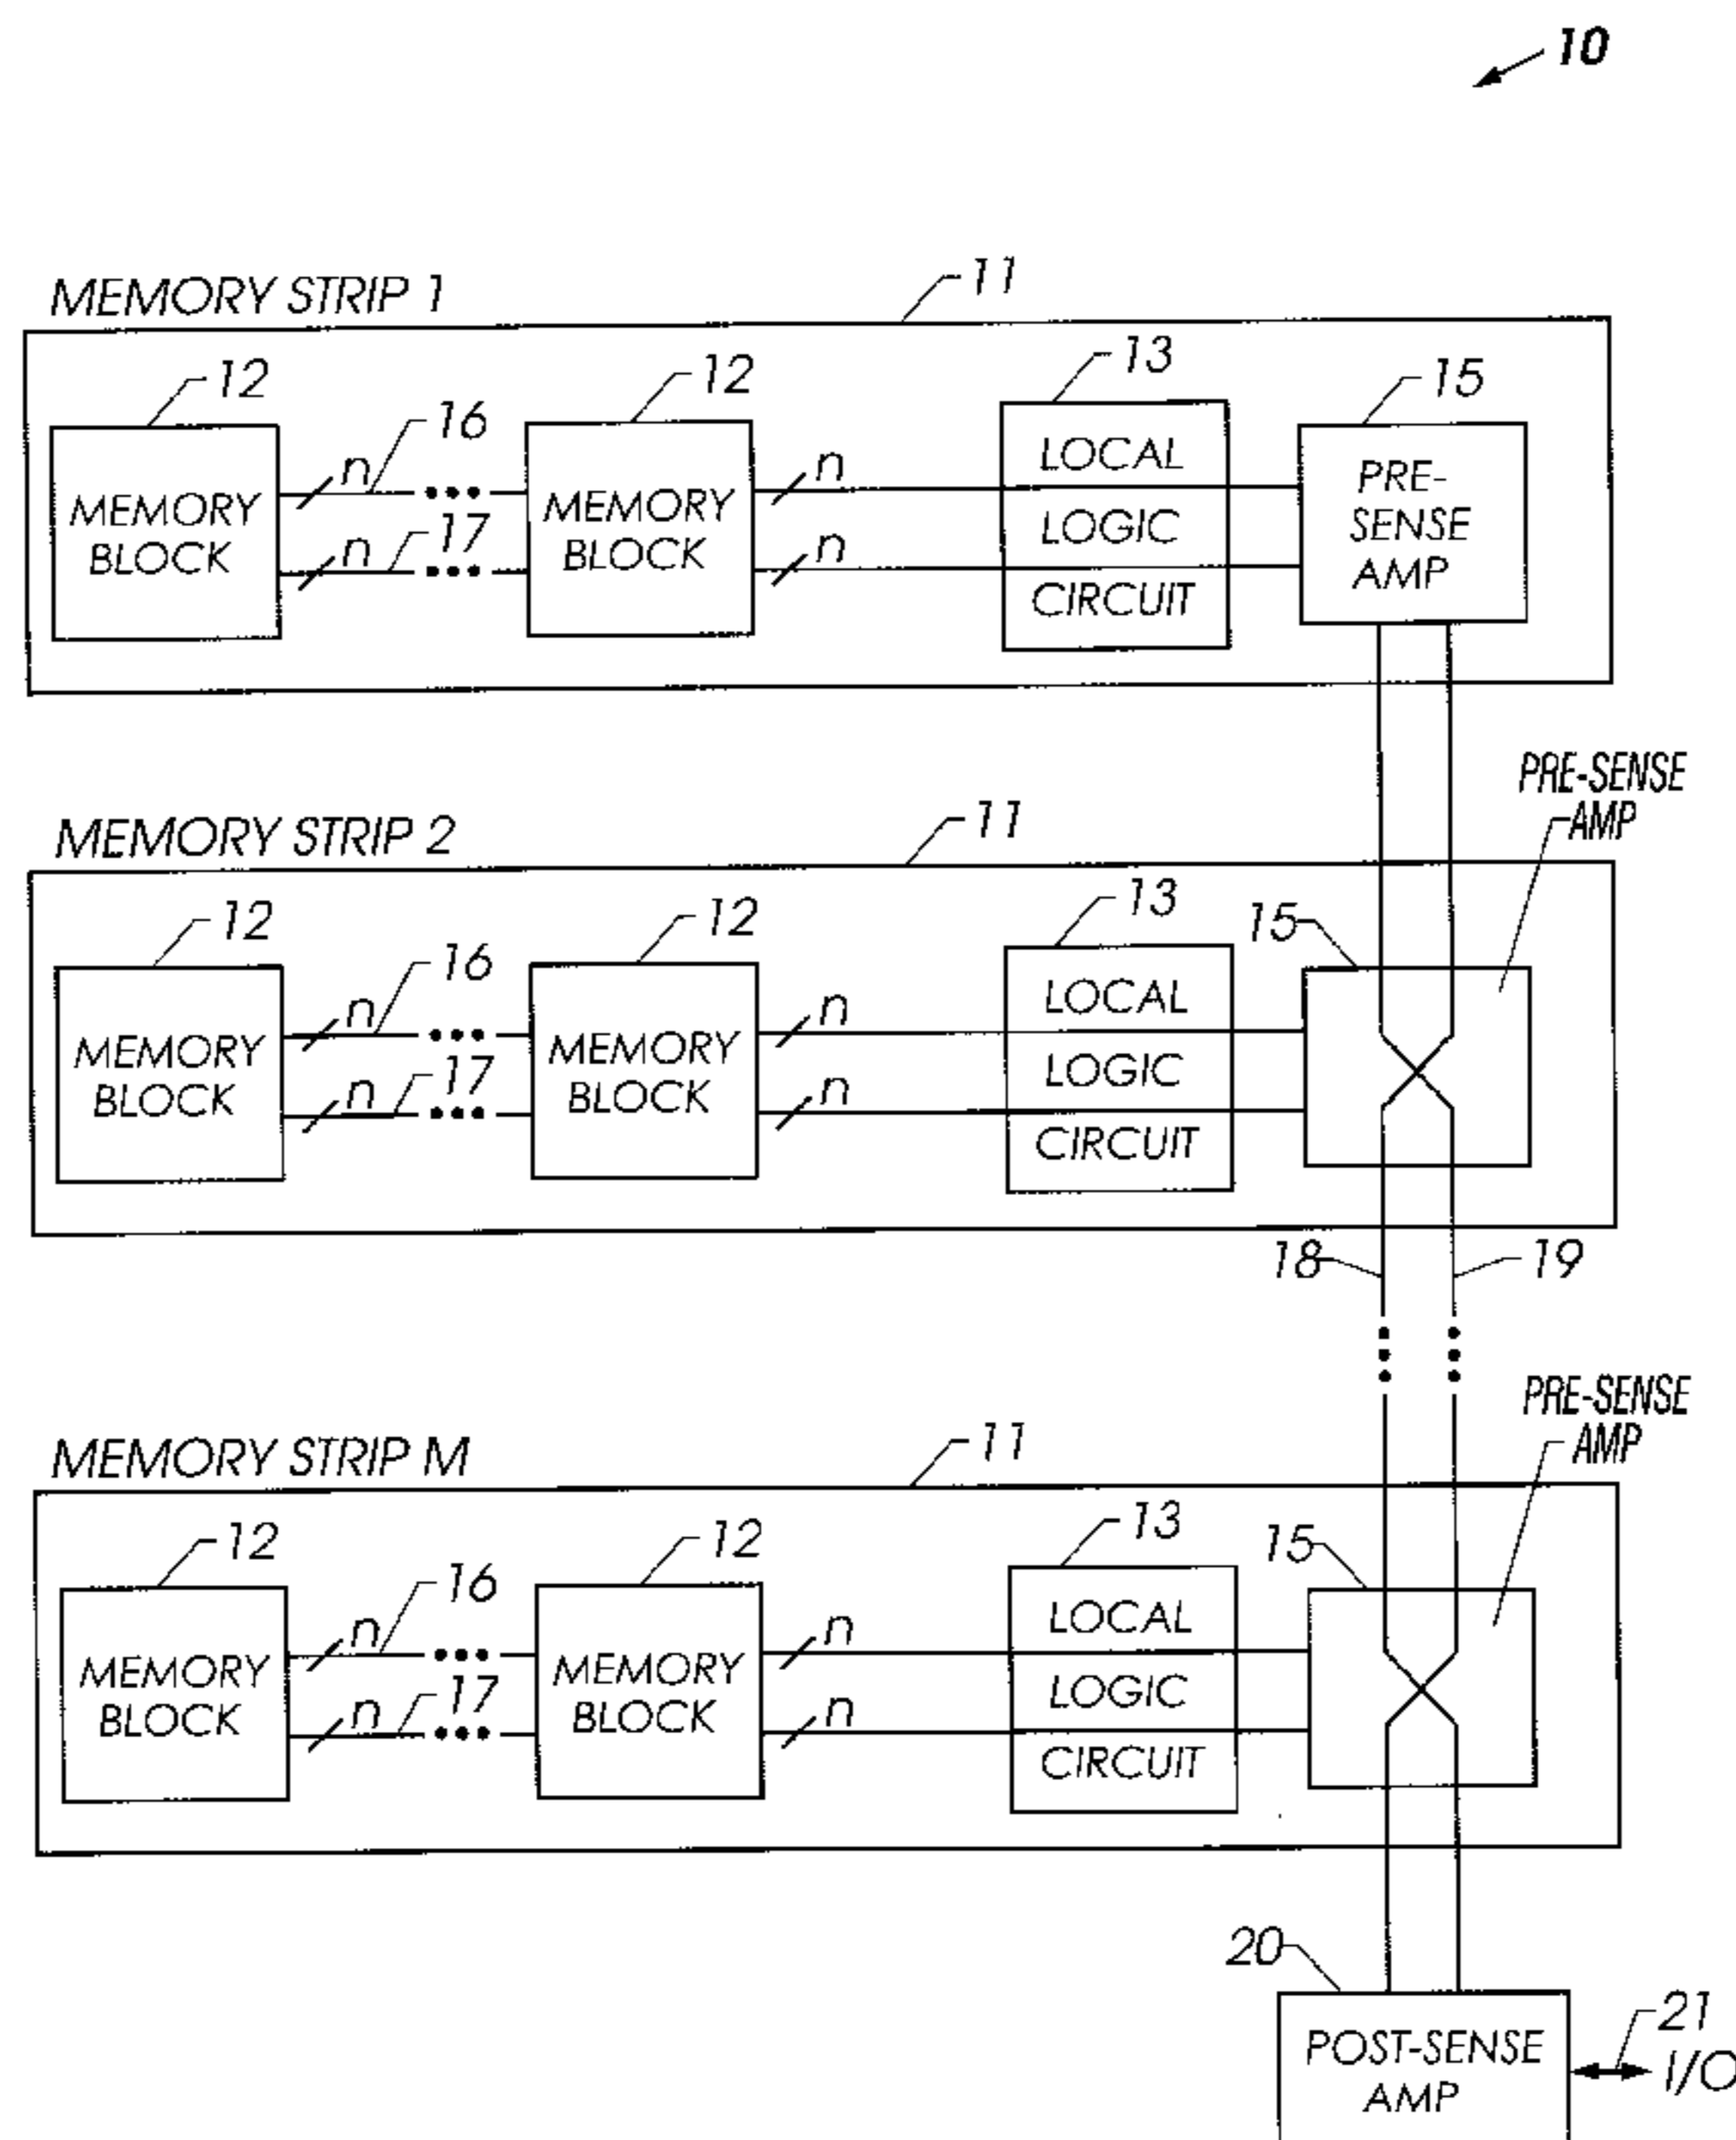 10
MEMORY STRIP 1
11
12
12
13
15
16
n
n
LOCAL
PRE-
MEMORY
BLOCK
MEMORY
BLOCK
17
n
n
LOGIC
SENSE
AMP
CIRCUIT
PRE-SENSE
AMP
MEMORY STRIP 2
11
12
12
13
15
16
n
n
LOCAL
MEMORY
BLOCK
MEMORY
BLOCK
17
n
n
LOGIC
CIRCUIT
18
19
PRE-SENSE
AMP
MEMORY STRIP M
11
12
12
13
15
16
n
n
LOCAL
MEMORY
BLOCK
MEMORY
BLOCK
17
n
n
LOGIC
CIRCUIT
20
21
POST-SENSE
AMP
I/O